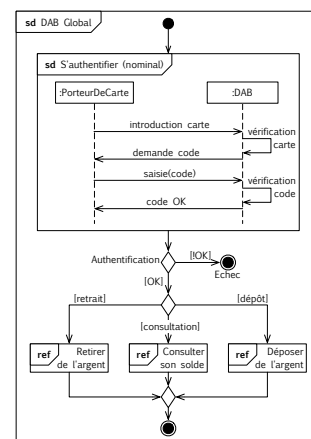 sd DAB Global
sd S'authentifier (nominal)
:PorteurDeCarte
:DAB
introduction carte
vérification
carte
demande code
saisie(code)
vérification
code
code OK
Authentification
[!OK]
Echec
[OK]
[retrait]
[dépôt]
[consultation]
ref Retirer
de l'argent
ref Consulter
son solde
ref Déposer
de l'argent